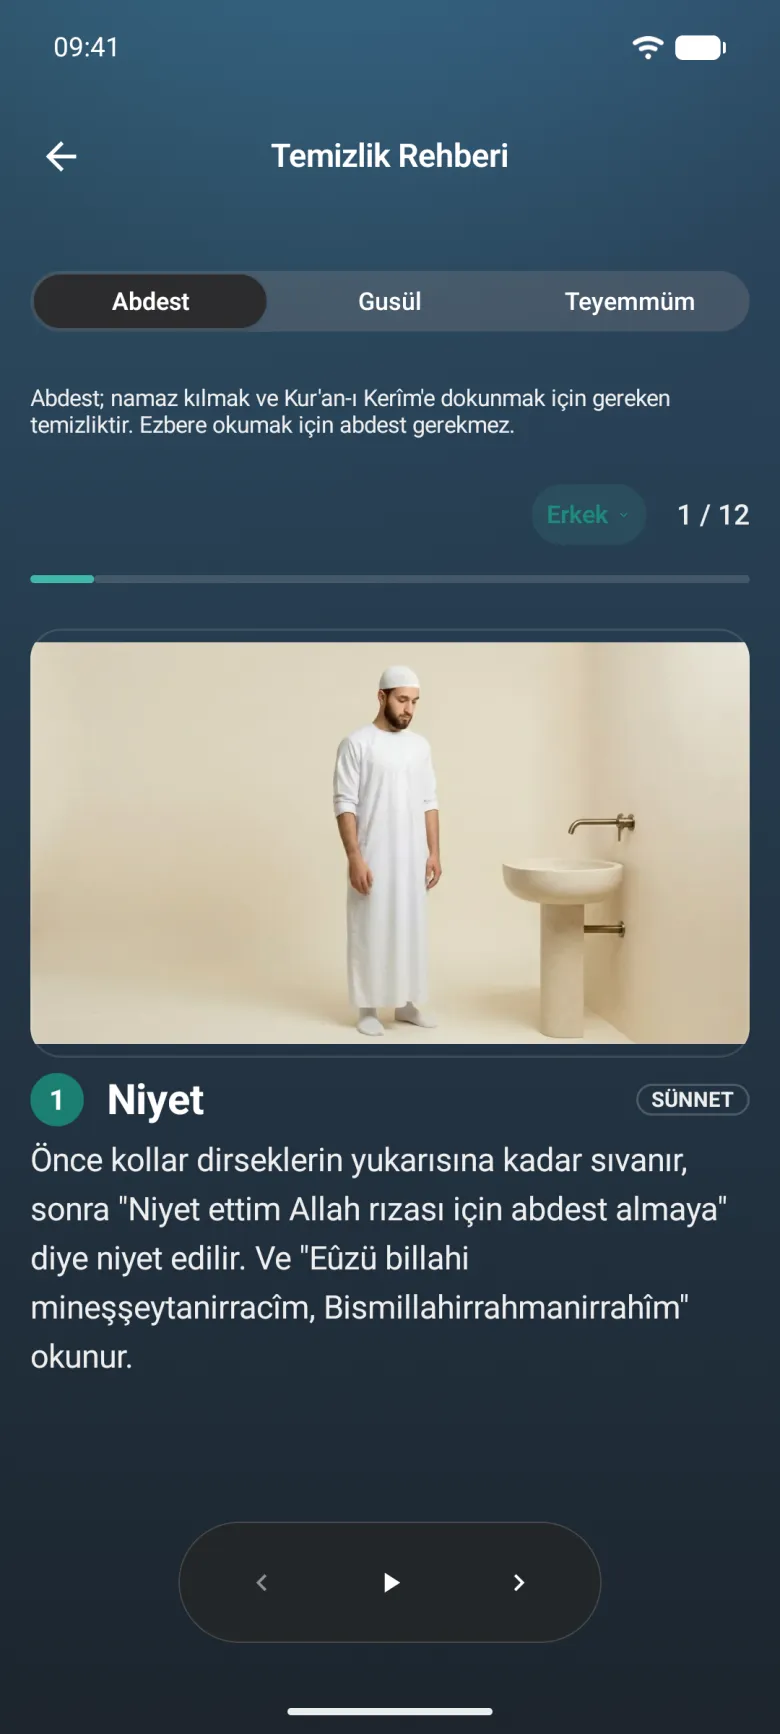 09:41
Temizlik Rehberi
Abdest
Gusül
Teyemmüm
Abdest; namaz kılmak ve Kur'an-ı Kerîm'e dokunmak için gereken
temizliktir. Ezbere okumak için abdest gerekmez.
Erkek
1 / 12
1
Niyet
SÜNNET
Önce kollar dirseklerin yukarısına kadar sıvanır,
sonra "Niyet ettim Allah rızası için abdest almaya"
diye niyet edilir. Ve "Eûzü billahi
mineşşeytanirracîm, Bismillahirrahmanirrahîm"
okunur.